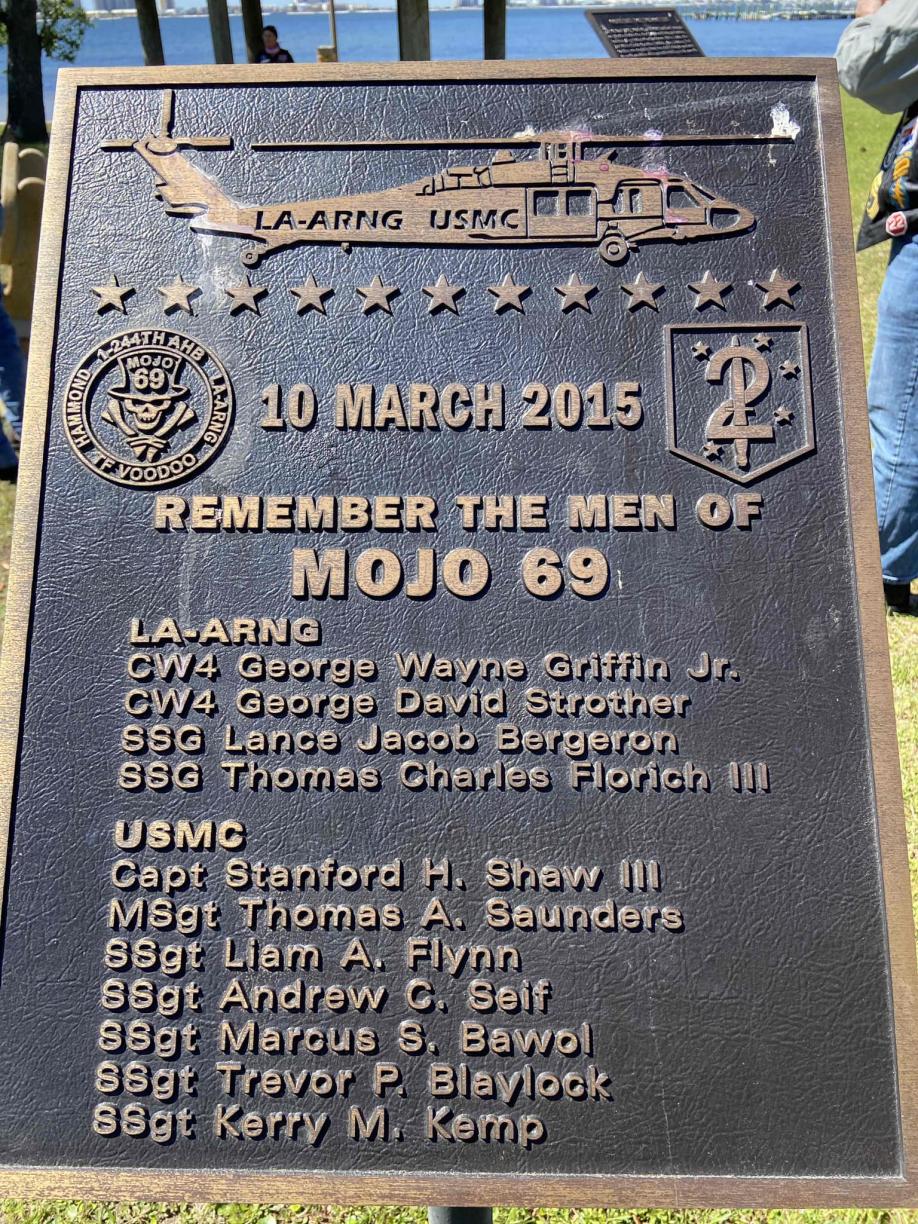 LA-ARNG USMC
HAMMOND 1-244TH AHB LA-ARNG
MOJO
69
TF VOODOO
10 MARCH 2015
2
REMEMBER THE MEN OF
MOJO 69
LA-ARNG
CW4 George Wayne Griffin Jr.
CW4 George David Strother
SSG Lance Jacob Bergeron
SSG Thomas Charles Florich III
USMC
Capt Stanford H. Shaw III
MSgt Thomas A. Saunders
SSgt Liam A. Flynn
SSgt Andrew C. Seif
SSgt Marcus S. Bawol
SSgt Trevor P. Blaylock
SSgt Kerry M. Kemp